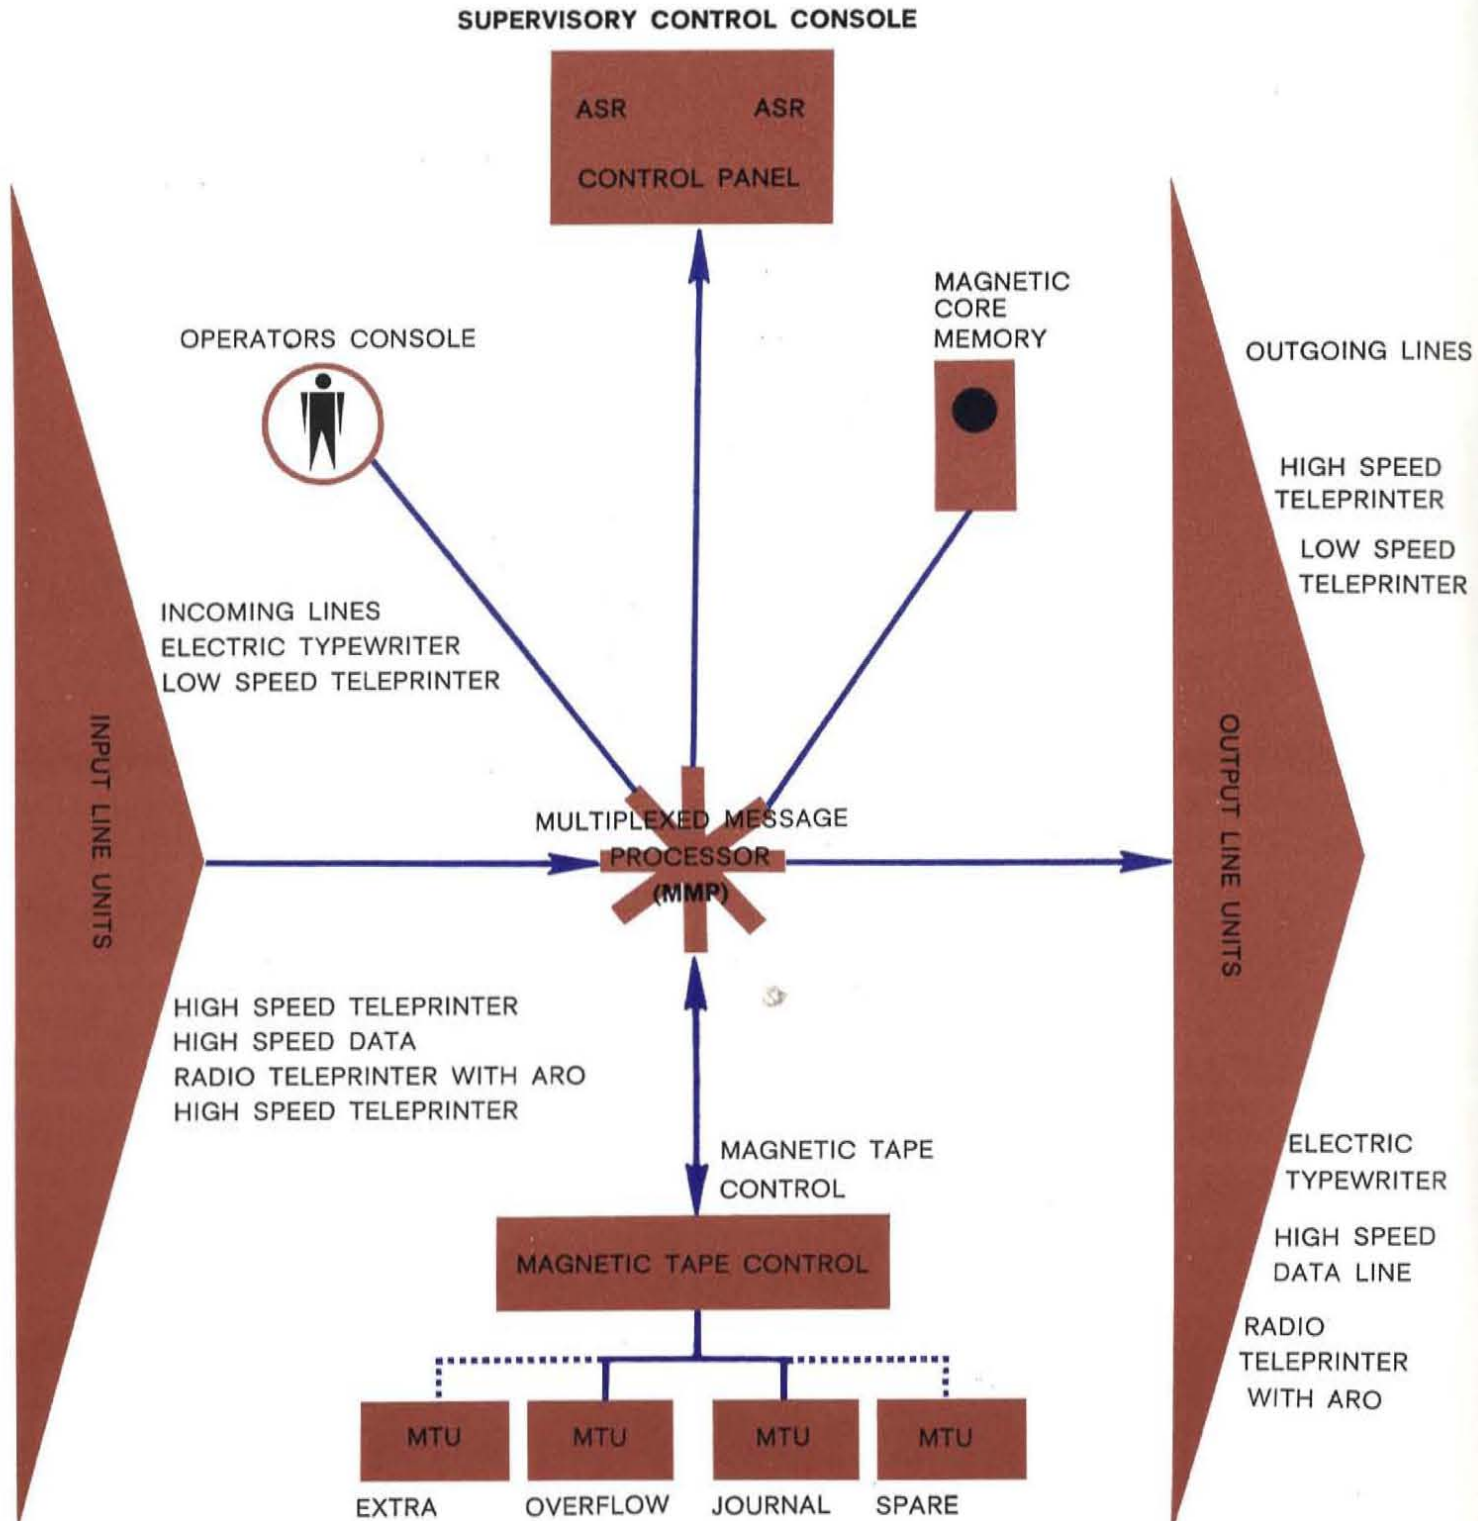 SUPERVISORY CONTROL CONSOLE
ASR ASR
CONTROL PANEL
OPERATORS CONSOLE
MAGNETIC
CORE
MEMORY
OUTGOING LINES
HIGH SPEED
TELEPRINTER
LOW SPEED
TELEPRINTER
INCOMING LINES
ELECTRIC TYPEWRITER
LOW SPEED TELEPRINTER
INPUT LINE UNITS
MULTIPLEXED MESSAGE
PROCESSOR
(MMP)
OUTPUT LINE UNITS
HIGH SPEED TELEPRINTER
HIGH SPEED DATA
RADIO TELEPRINTER WITH ARO
HIGH SPEED TELEPRINTER
MAGNETIC TAPE
CONTROL
MAGNETIC TAPE CONTROL
ELECTRIC
TYPEWRITER
HIGH SPEED
DATA LINE
RADIO
TELEPRINTER
WITH ARO
MTU MTU MTU MTU
EXTRA OVERFLOW JOURNAL SPARE